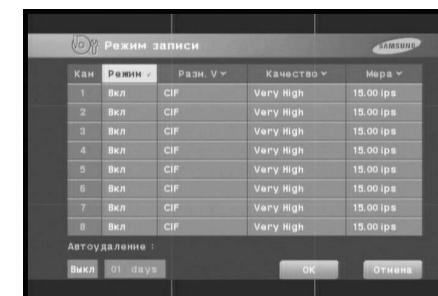 Режим записи
SAMSUNG
Кан Режим Разм. V Качество Мера
1 Вкл CIF Very High 15.00 ips
2 Вкл CIF Very High 15.00 ips
3 Вкл CIF Very High 15.00 ips
4 Вкл CIF Very High 15.00 ips
5 Вкл CIF Very High 15.00 ips
6 Вкл CIF Very High 15.00 ips
7 Вкл CIF Very High 15.00 ips
8 Вкл CIF Very High 15.00 ips
Автоудаление :
Выкл 01 days OK Отмена